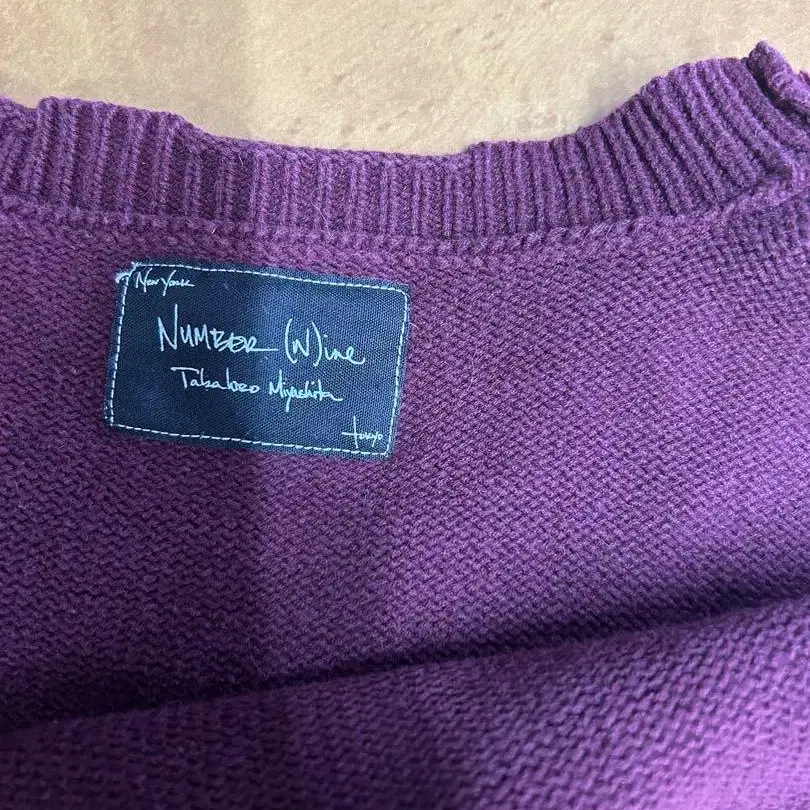 New York
NUMBER (N)ine
Takahiro Miyashita
tokyo